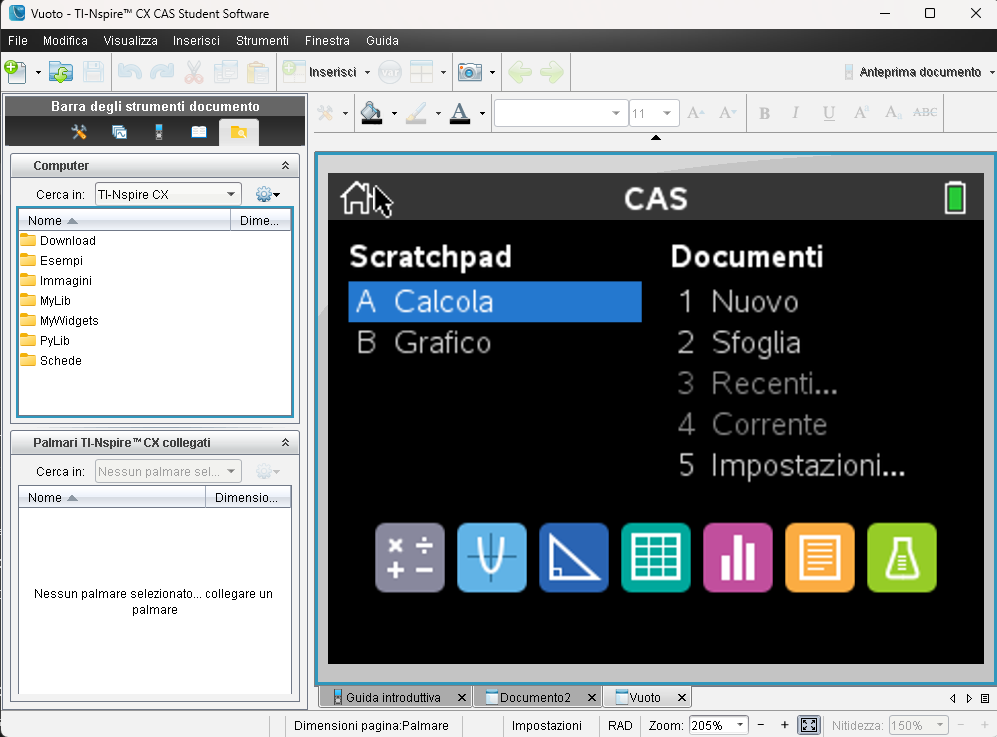 Vuoto - TI-Nspire™ CX CAS Student Software
File Modifica Visualizza Inserisci Strumenti Finestra Guida
Inserisci
var
Anteprima documento
Barra degli strumenti documento
11
A A B I U A A ABC
Computer
Cerca in: TI-Nspire CX
Nome Dime...
Download
Esempi
Immagini
MyLib
MyWidgets
PyLib
Schede
Palmari TI-Nspire™ CX collegati
Cerca in: Nessun palmare sel...
Nome Dimensio...
Nessun palmare selezionato... collegare un
palmare
CAS
Scratchpad
A Calcola
B Grafico
Documenti
1 Nuovo
2 Sfoglia
3 Recenti...
4 Corrente
5 Impostazioni...
Guida introduttiva Documento2 Vuoto
Dimensioni pagina:Palmare Impostazioni RAD Zoom: 205% − + Nitidezza: 150% − +